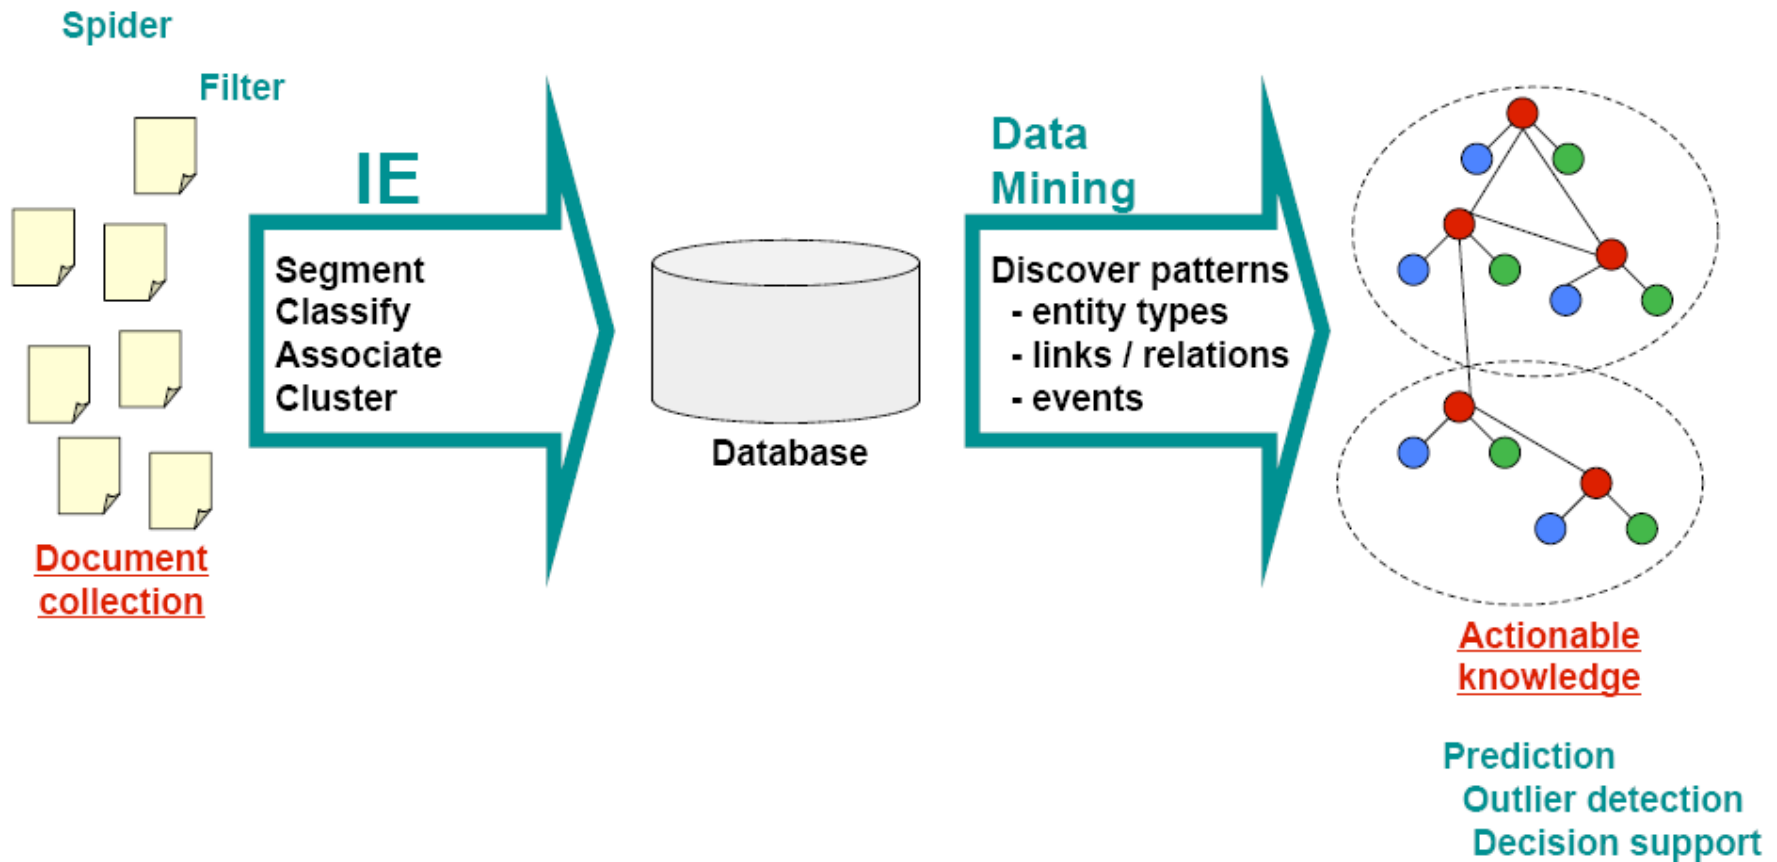 Spider
Filter
IE
Segment
Classify
Associate
Cluster
Document
collection
Database
Data
Mining
Discover patterns
- entity types
- links / relations
- events
Actionable
knowledge
Prediction
Outlier detection
Decision support